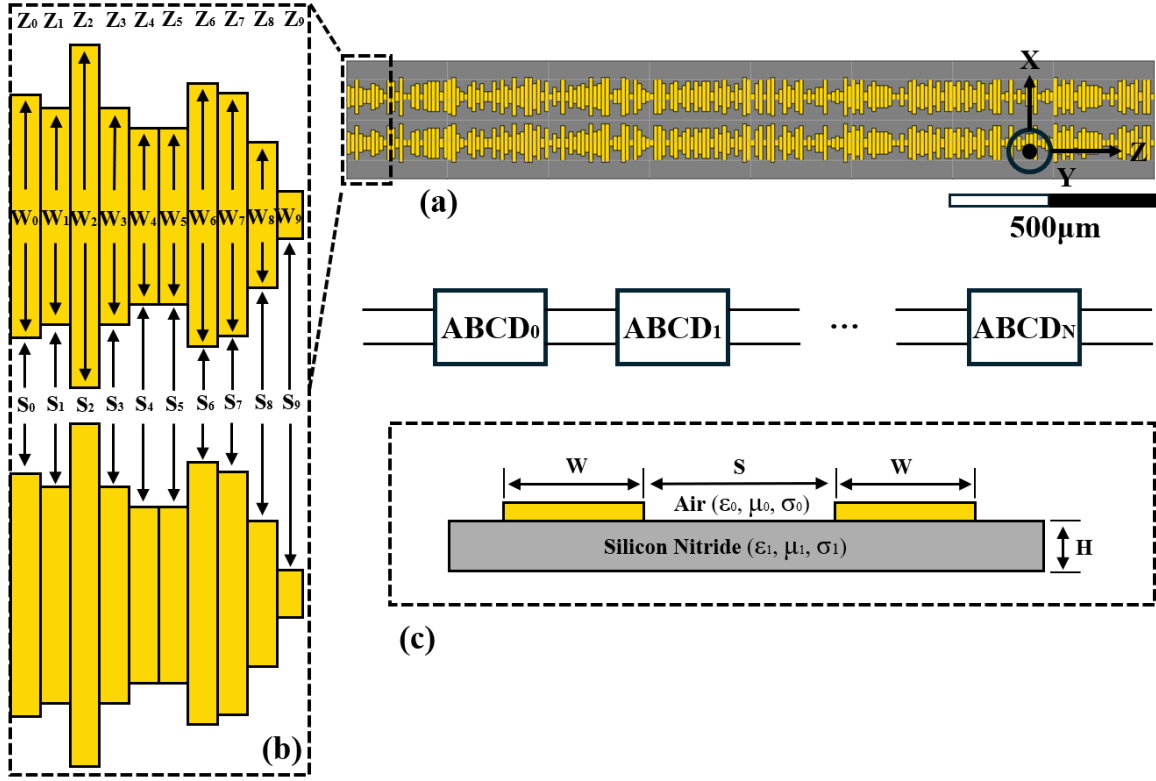 Z₀ Z₁ Z₂ Z₃ Z₄ Z₅ Z₆ Z₇ Z₈ Z₉
W₀ W₁ W₂ W₃ W₄ W₅ W₆ W₇ W₈ W₉
S₀ S₁ S₂ S₃ S₄ S₅ S₆ S₇ S₈ S₉
(b)
X
Z
Y
(a)
500μm
ABCD₀ ABCD₁ ... ABCD_N
W S W
Air (ε₀, μ₀, σ₀)
Silicon Nitride (ε₁, μ₁, σ₁)
H
(c)